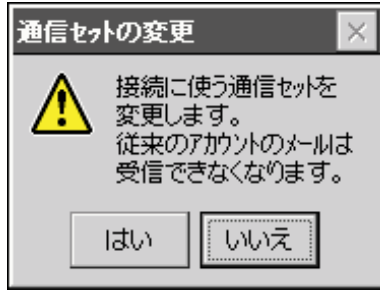 通信ｾｯﾄの変更
接続に使う通信ｾｯﾄを
変更します。
従来のｱｶｳﾝﾄのﾒｰﾙは
受信できなくなります。
はい
いいえ